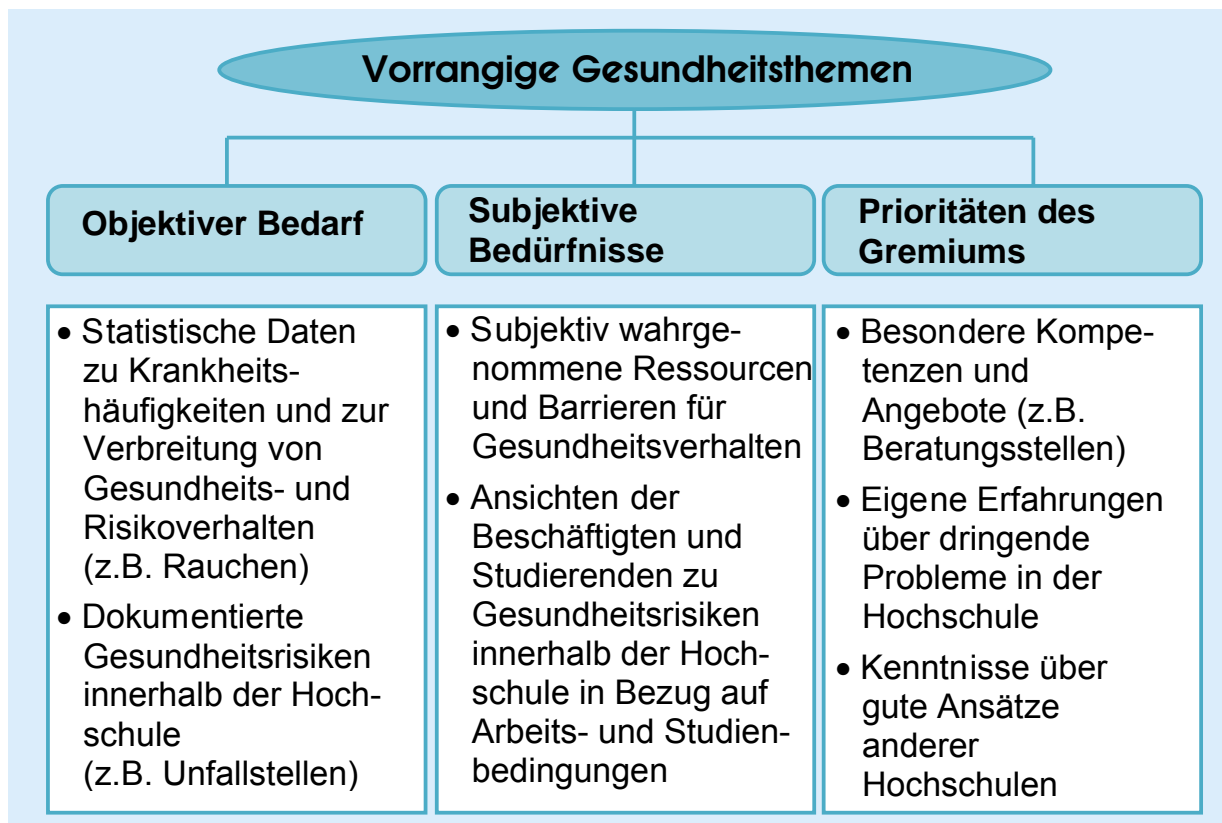 Vorrangige Gesundheitsthemen
Objektiver Bedarf
• Statistische Daten
zu Krankheits-
häufigkeiten und zur
Verbreitung von
Gesundheits- und
Risikoverhalten
(z.B. Rauchen)
• Dokumentierte
Gesundheitsrisiken
innerhalb der Hoch-
schule
(z.B. Unfallstellen)
Subjektive
Bedürfnisse
• Subjektiv wahrge-
nommene Ressourcen
und Barrieren für
Gesundheitsverhalten
• Ansichten der
Beschäftigten und
Studierenden zu
Gesundheitsrisiken
innerhalb der Hoch-
schule in Bezug auf
Arbeits- und Studien-
bedingungen
Prioritäten des
Gremiums
• Besondere Kompe-
tenzen und
Angebote (z.B.
Beratungsstellen)
• Eigene Erfahrungen
über dringende
Probleme in der
Hochschule
• Kenntnisse über
gute Ansätze
anderer
Hochschulen